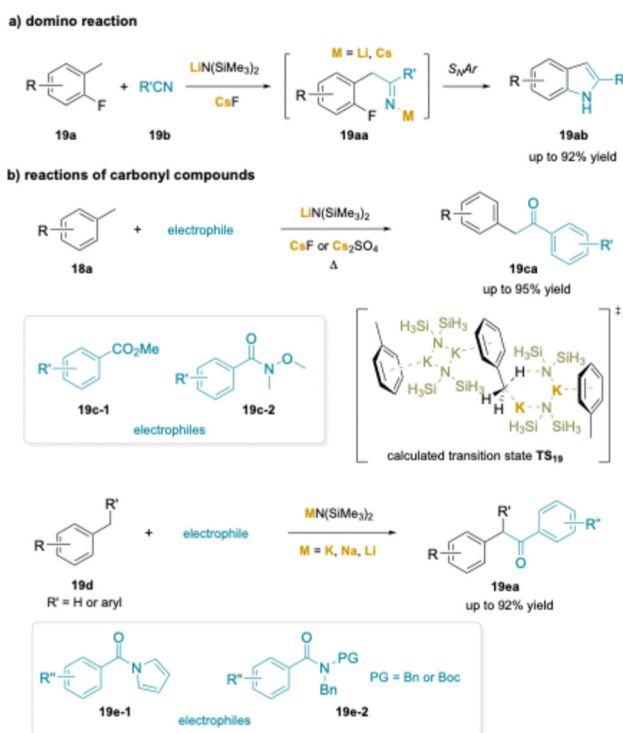 a) domino reaction
LiN(SiMe3)2
CsF
M = Li, Cs
SNAr
R
F
+ R'CN
R
R'
F
N
M
R
N
H
R
19a
19b
19aa
19ab
up to 92% yield
b) reactions of carbonyl compounds
R
+ electrophile
LiN(SiMe3)2
CsF or Cs2SO4
Δ
R
O
R'
18a
19ca
up to 95% yield
R'
CO2Me
R'
O
N
O
19c-1
19c-2
electrophiles
‡
H3Si SiH3
N
K K
N
H3Si SiH3
H3Si SiH3
H N
H H
K
K N
H3Si SiH3
calculated transition state TS19
R'
R
+ electrophile
MN(SiMe3)2
M = K, Na, Li
R'
R
O
R''
19d
R' = H or aryl
19ea
up to 92% yield
R''
O
N
R''
O
N
PG
Bn
PG = Bn or Boc
19e-1
19e-2
electrophiles